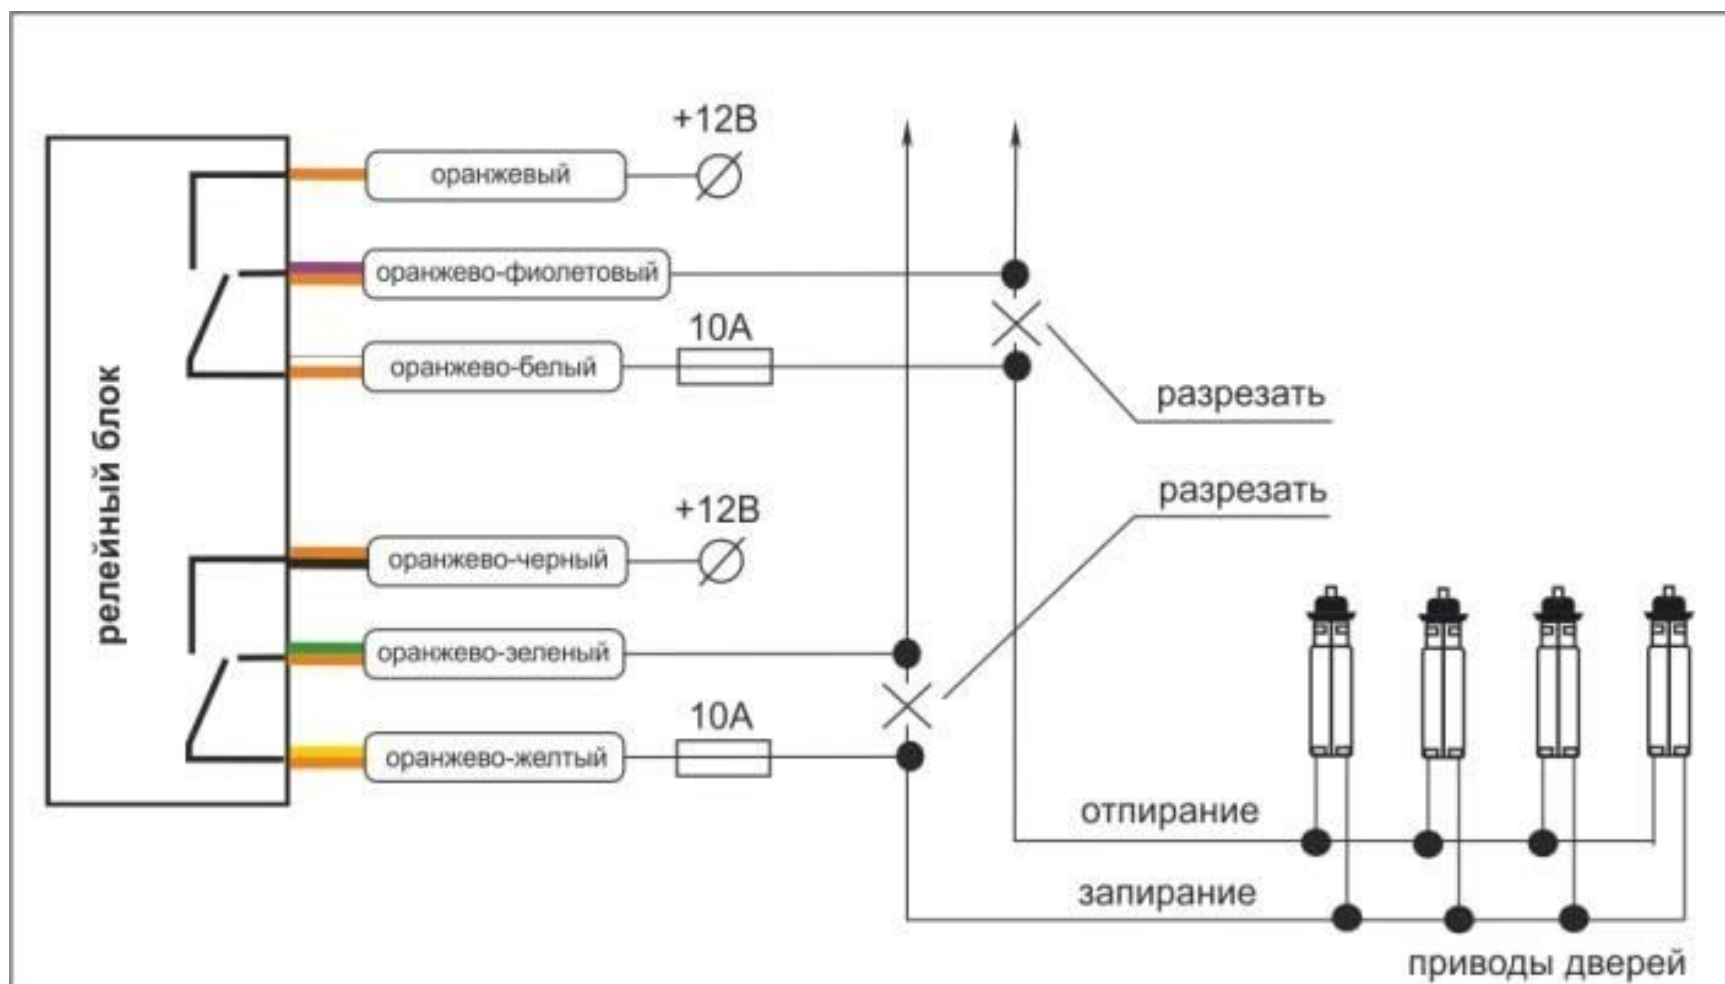 +12В
оранжевый
оранжево-фиолетовый
10А
оранжево-белый
разрезать
релейный блок
разрезать
+12В
оранжево-черный
оранжево-зеленый
10А
оранжево-желтый
отпирание
запирание
приводы дверей